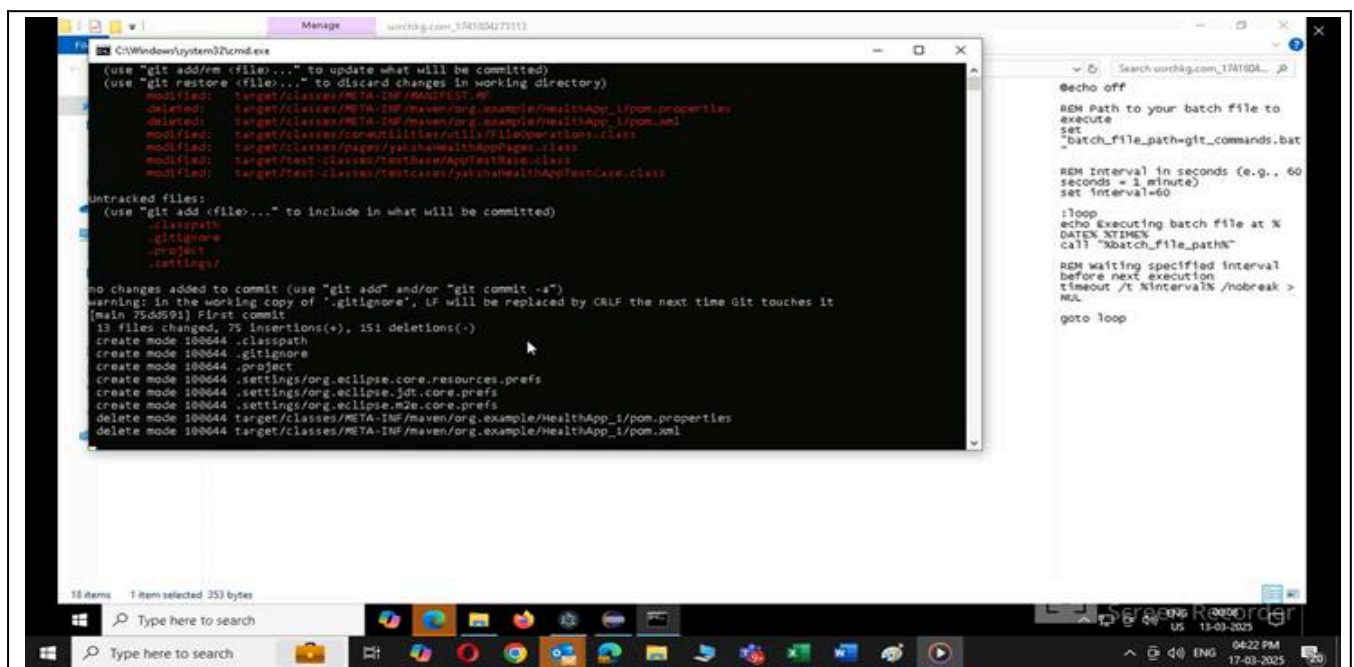 Manage
C:\Windows\system32\cmd.exe
(use "git add/rm <file>..." to update what will be committed)
(use "git restore <file>..." to discard changes in working directory)
modified: target/classes/META-INF/MANIFEST.MF
deleted: target/classes/META-INF/maven/org.example/HealthApp_1/pom.properties
deleted: target/classes/META-INF/maven/org.example/HealthApp_1/pom.xml
modified: target/classes/coreUtilities/utils/FileOperations.class
modified: target/classes/pages/yakshaHealthAppPages.class
modified: target/test-classes/testBase/AppTestBase.class
modified: target/test-classes/testcases/yakshaHealthAppTestCase.class
Untracked files:
(use "git add <file>..." to include in what will be committed)
.classpath
.gitignore
.project
.settings/
no changes added to commit (use "git add" and/or "git commit -a")
warning: in the working copy of '.gitignore', LF will be replaced by CRLF the next time Git touches it
[main 75dd591] First commit
13 files changed, 75 insertions(+), 151 deletions(-)
create mode 100644 .classpath
create mode 100644 .gitignore
create mode 100644 .project
create mode 100644 .settings/org.eclipse.core.resources.prefs
create mode 100644 .settings/org.eclipse.jdt.core.prefs
create mode 100644 .settings/org.eclipse.m2e.core.prefs
delete mode 100644 target/classes/META-INF/maven/org.example/HealthApp_1/pom.properties
delete mode 100644 target/classes/META-INF/maven/org.example/HealthApp_1/pom.xml
Search
@echo off
REM Path to your batch file to
execute
set
"batch_file_path=git_commands.bat
"
REM Interval in seconds (e.g., 60
seconds = 1 minute)
set interval=60
:loop
echo Executing batch file at %
DATE% %TIME%
call "%batch_file_path%"
REM Waiting specified interval
before next execution
timeout /t %interval% /nobreak >
NUL
goto loop
18 items 1 item selected 353 bytes
Type here to search
Screen Recorder
ENG
US
13-03-2025
Type here to search
ENG
04:22 PM
17-03-2025
20